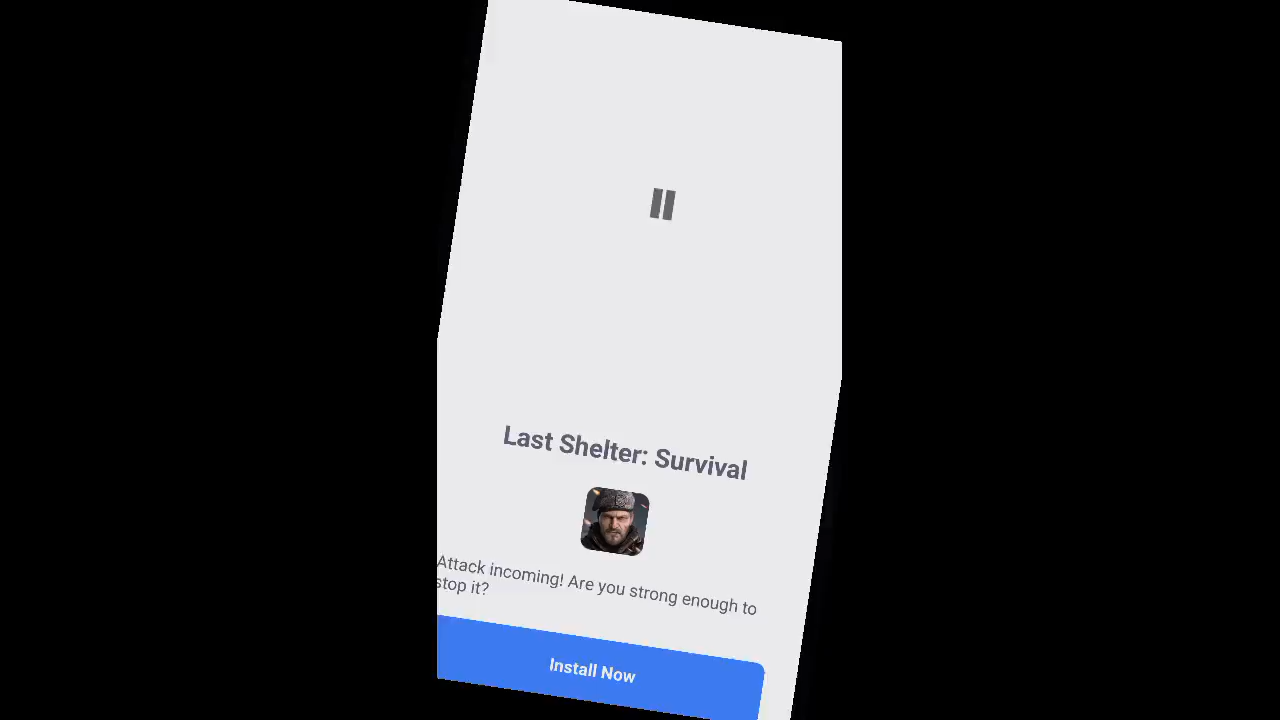 Last Shelter: Survival
Attack incoming! Are you strong enough to
stop it?
Install Now